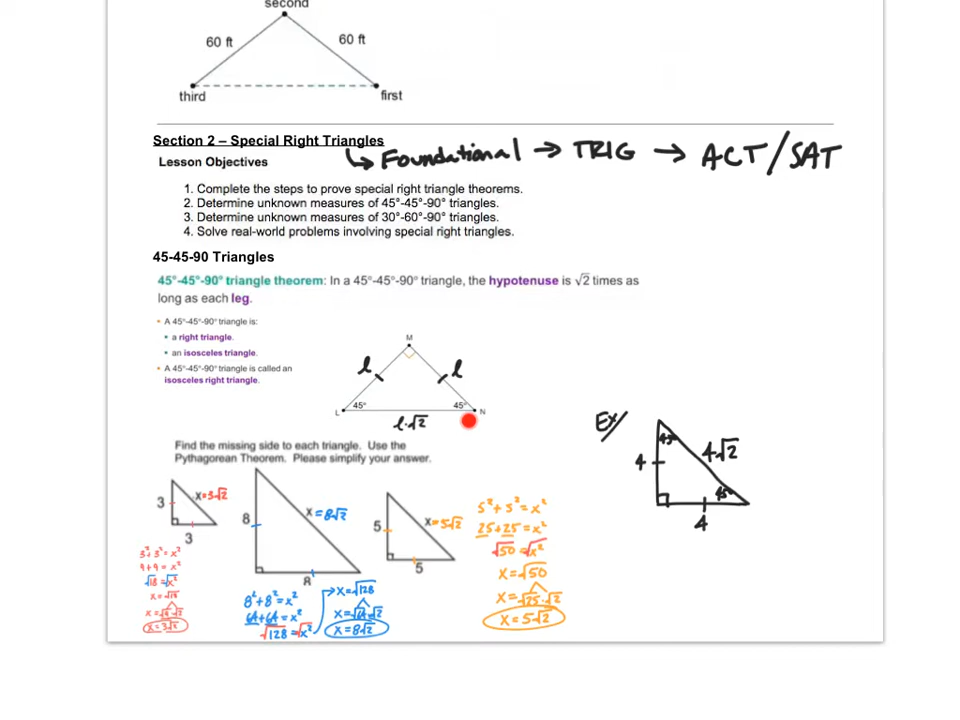 second
60 ft
60 ft
third
first
Section 2 – Special Right Triangles
↳ Foundational → TRIG → ACT/SAT
Lesson Objectives
1. Complete the steps to prove special right triangle theorems.
2. Determine unknown measures of 45°-45°-90° triangles.
3. Determine unknown measures of 30°-60°-90° triangles.
4. Solve real-world problems involving special right triangles.
45-45-90 Triangles
45°-45°-90° triangle theorem: In a 45°-45°-90° triangle, the hypotenuse is √2 times as
long as each leg.
• A 45°-45°-90° triangle is:
• a right triangle.
• an isosceles triangle.
• A 45°-45°-90° triangle is called an
isosceles right triangle.
M
l
l
L
45°
45°
N
l·√2
Ex/
45°
4
4√2
45°
4
Find the missing side to each triangle. Use the
Pythagorean Theorem. Please simplify your answer.
3
x=3√2
3
3²+3²=x²
9+9=x²
√18=√x²
x=√18
x=√9·√2
x=3√2
8
x=8√2
8
8²+8²=x²
64+64=x²
√128=√x²
→x=√128
x=√64·√2
x=8√2
5
x=5√2
5
5²+5²=x²
25+25=x²
√50=√x²
x=√50
x=√25·√2
x=5√2